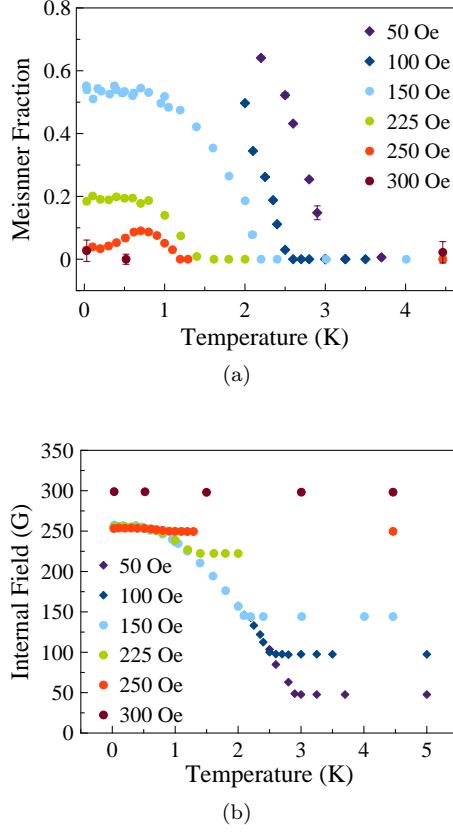 0.8
0.6
0.4
0.2
0
Meisnner Fraction
50 Oe
100 Oe
150 Oe
225 Oe
250 Oe
300 Oe
0 1 2 3 4
Temperature (K)
(a)
350
300
250
200
150
100
50
0
Internal Field (G)
50 Oe
100 Oe
150 Oe
225 Oe
250 Oe
300 Oe
0 1 2 3 4 5
Temperature (K)
(b)